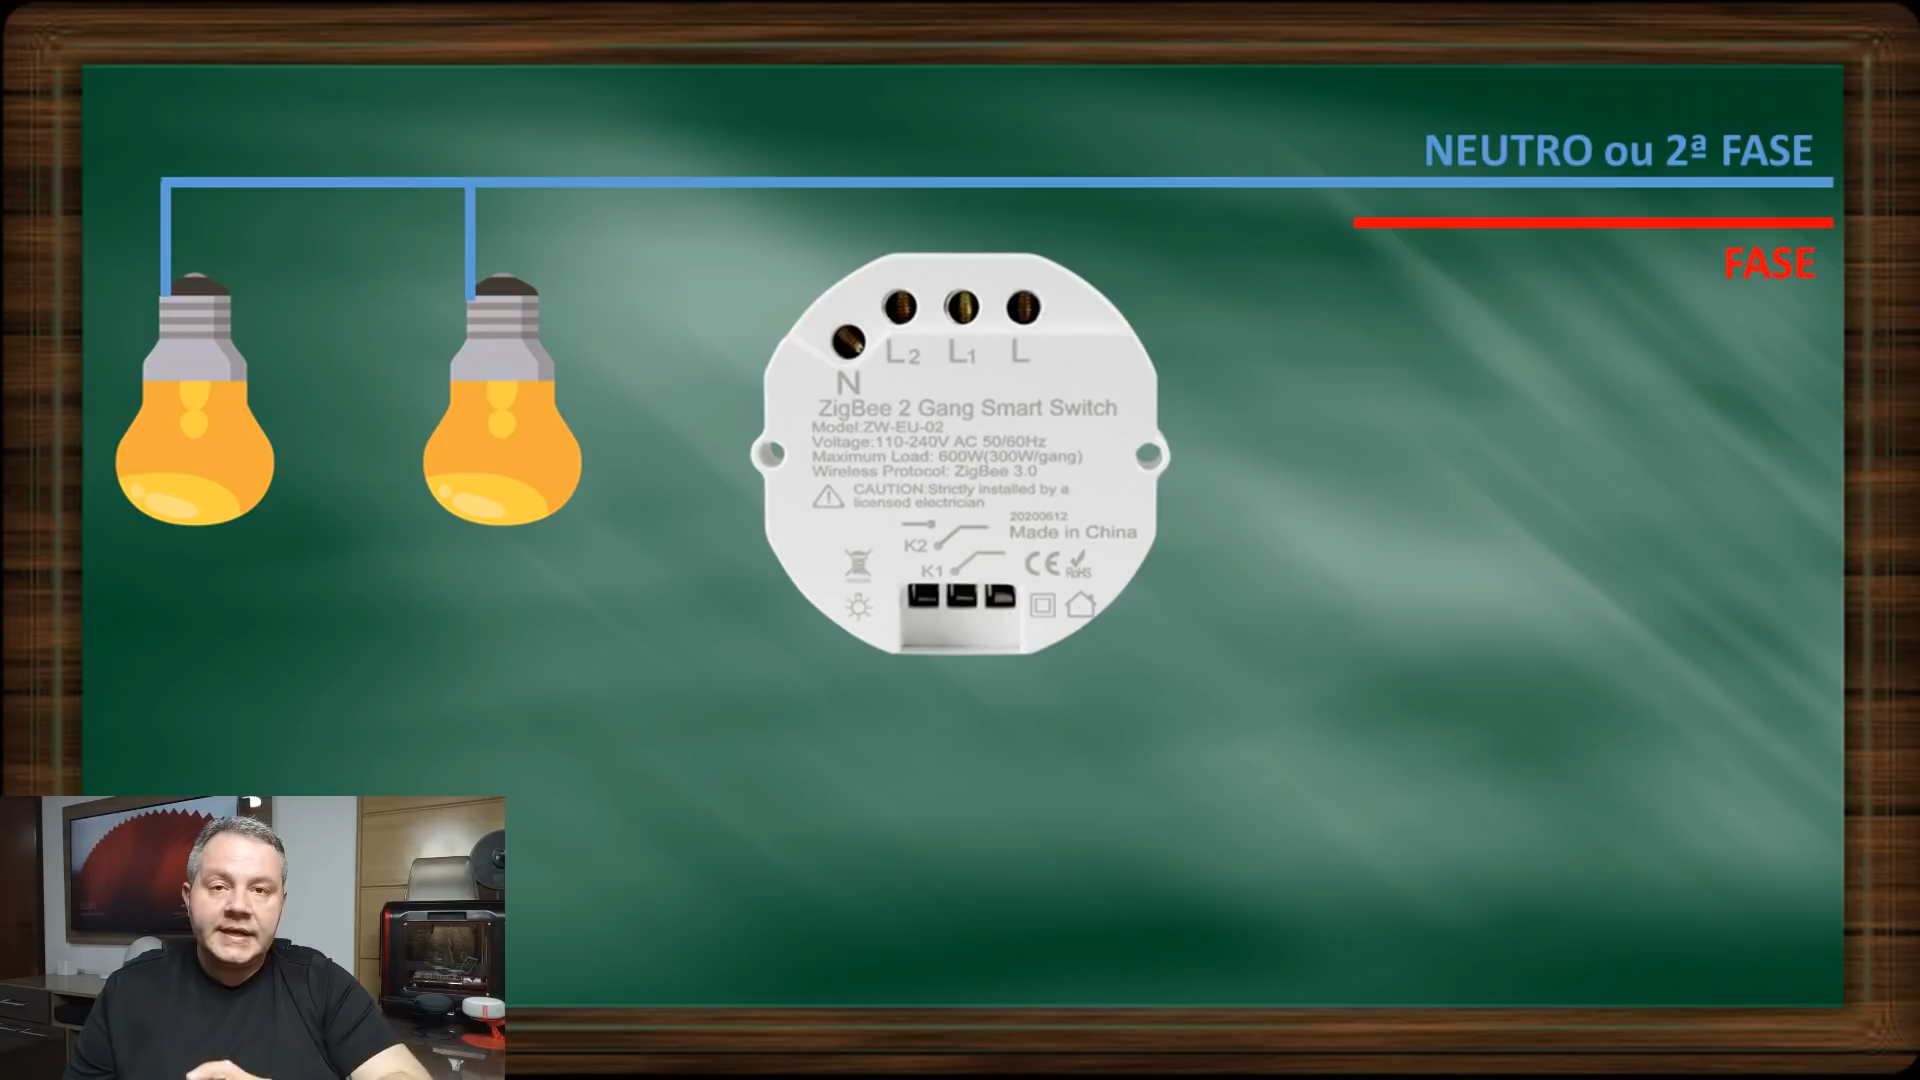 NEUTRO ou 2ª FASE
FASE
L2 L1 L
N
ZigBee 2 Gang Smart Switch
Model:ZW-EU-02
Voltage:110-240V AC 50/60Hz
Maximum Load: 600W(300W/gang)
Wireless Protocol: ZigBee 3.0
CAUTION:Strictly installed by a
licensed electrician
20200612
Made in China
K2
K1
CE
RoHS